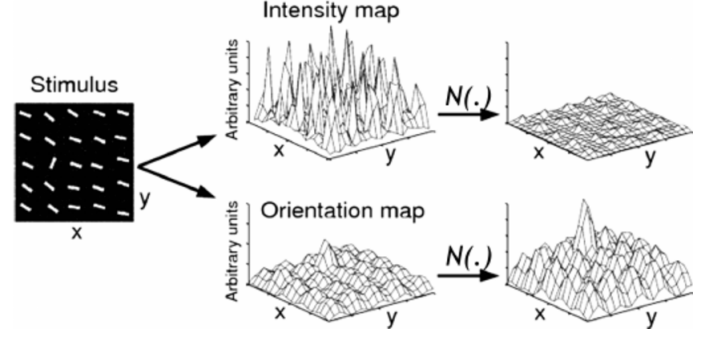 Intensity map
Stimulus
Arbitrary units
N(.)
x
y
x
y
y
x
Orientation map
Arbitrary units
N(.)
x
y
x
y